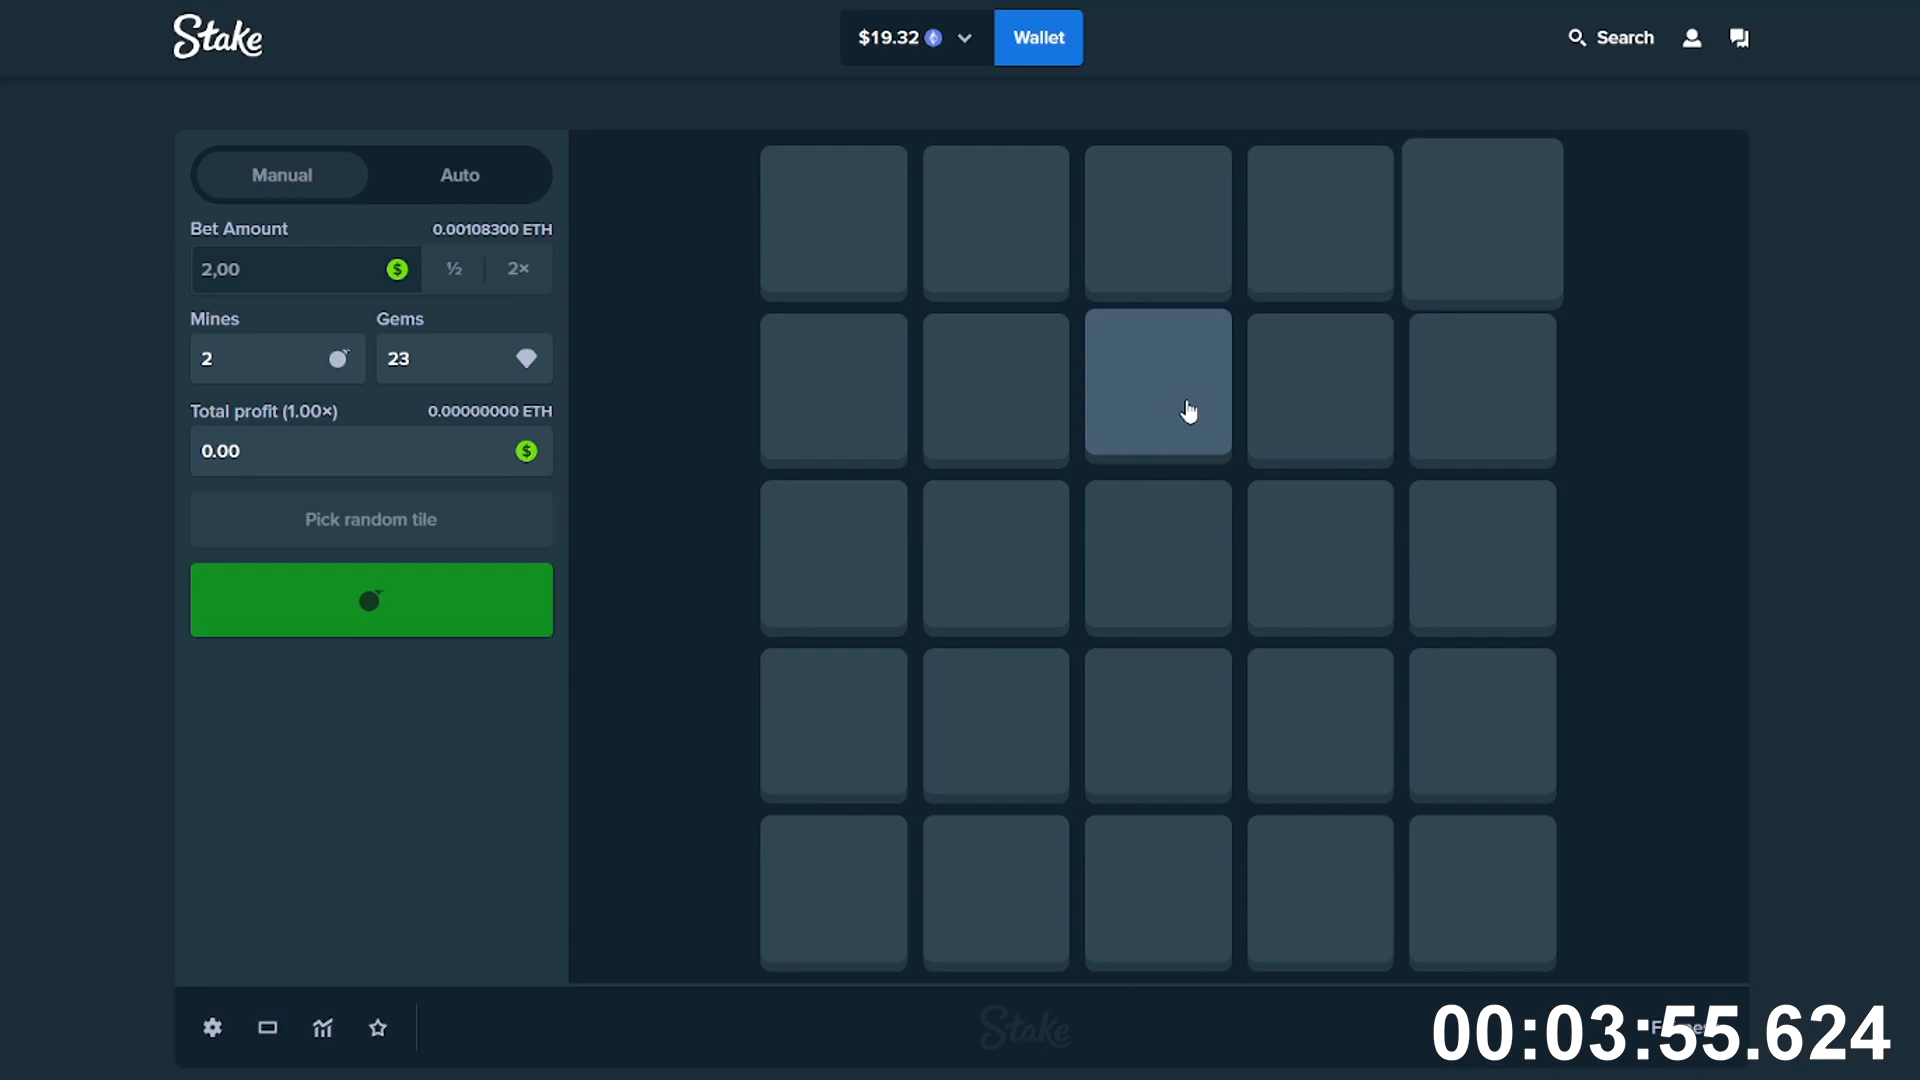 Stake
$19.32
Wallet
Search
Manual
Auto
Bet Amount
0.00108300 ETH
2,00
½
2×
Mines
Gems
2
23
Total profit (1.00×)
0.00000000 ETH
0.00
Pick random tile
Stake
00:03:55.624